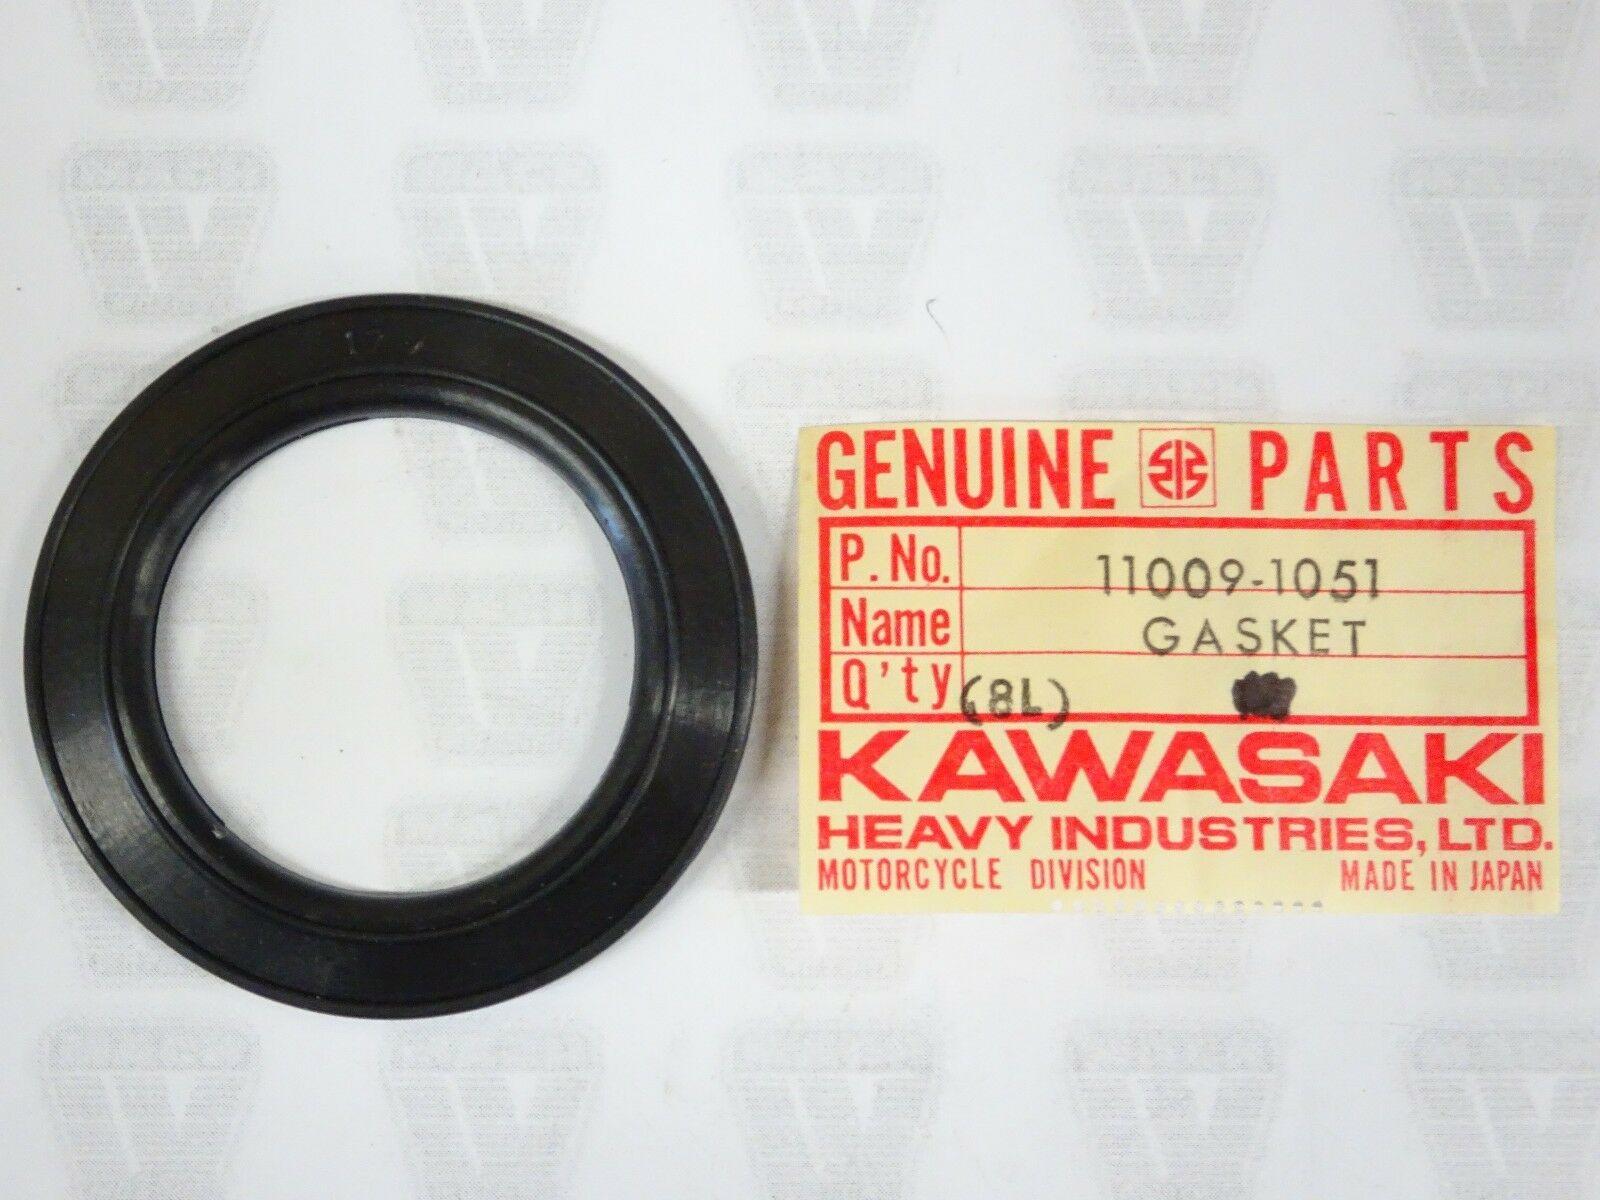 GENUINE PARTS
P. No. 11009-1051
Name GASKET
Q'ty (8L)
KAWASAKI
HEAVY INDUSTRIES, LTD.
MOTORCYCLE DIVISION MADE IN JAPAN